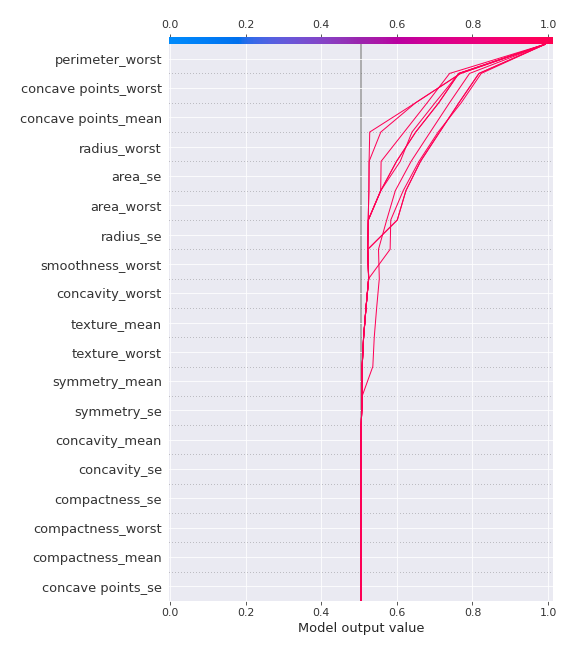 0.0 0.2 0.4 0.6 0.8 1.0
perimeter_worst
concave points_worst
concave points_mean
radius_worst
area_se
area_worst
radius_se
smoothness_worst
concavity_worst
texture_mean
texture_worst
symmetry_mean
symmetry_se
concavity_mean
concavity_se
compactness_se
compactness_worst
compactness_mean
concave points_se
0.0 0.2 0.4 0.6 0.8 1.0
Model output value